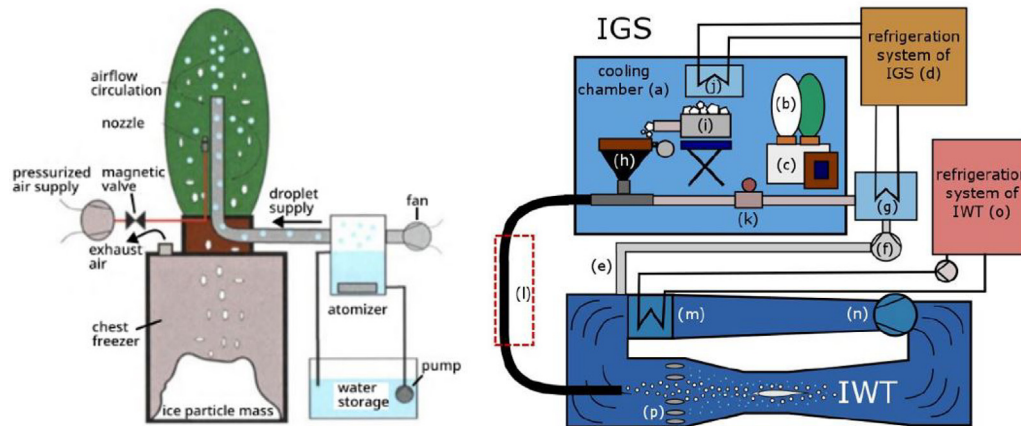 airflow
circulation
nozzle
pressurized
air supply
magnetic
valve
droplet
supply
fan
exhaust
air
atomizer
chest
freezer
pump
water
storage
ice particle mass
IGS
cooling
chamber (a)
(j)
(b)
(i)
(h)
(c)
(k)
(g)
(f)
refrigeration
system of
IGS (d)
refrigeration
system of
IWT (o)
(e)
(l)
(m)
(n)
IWT
(p)